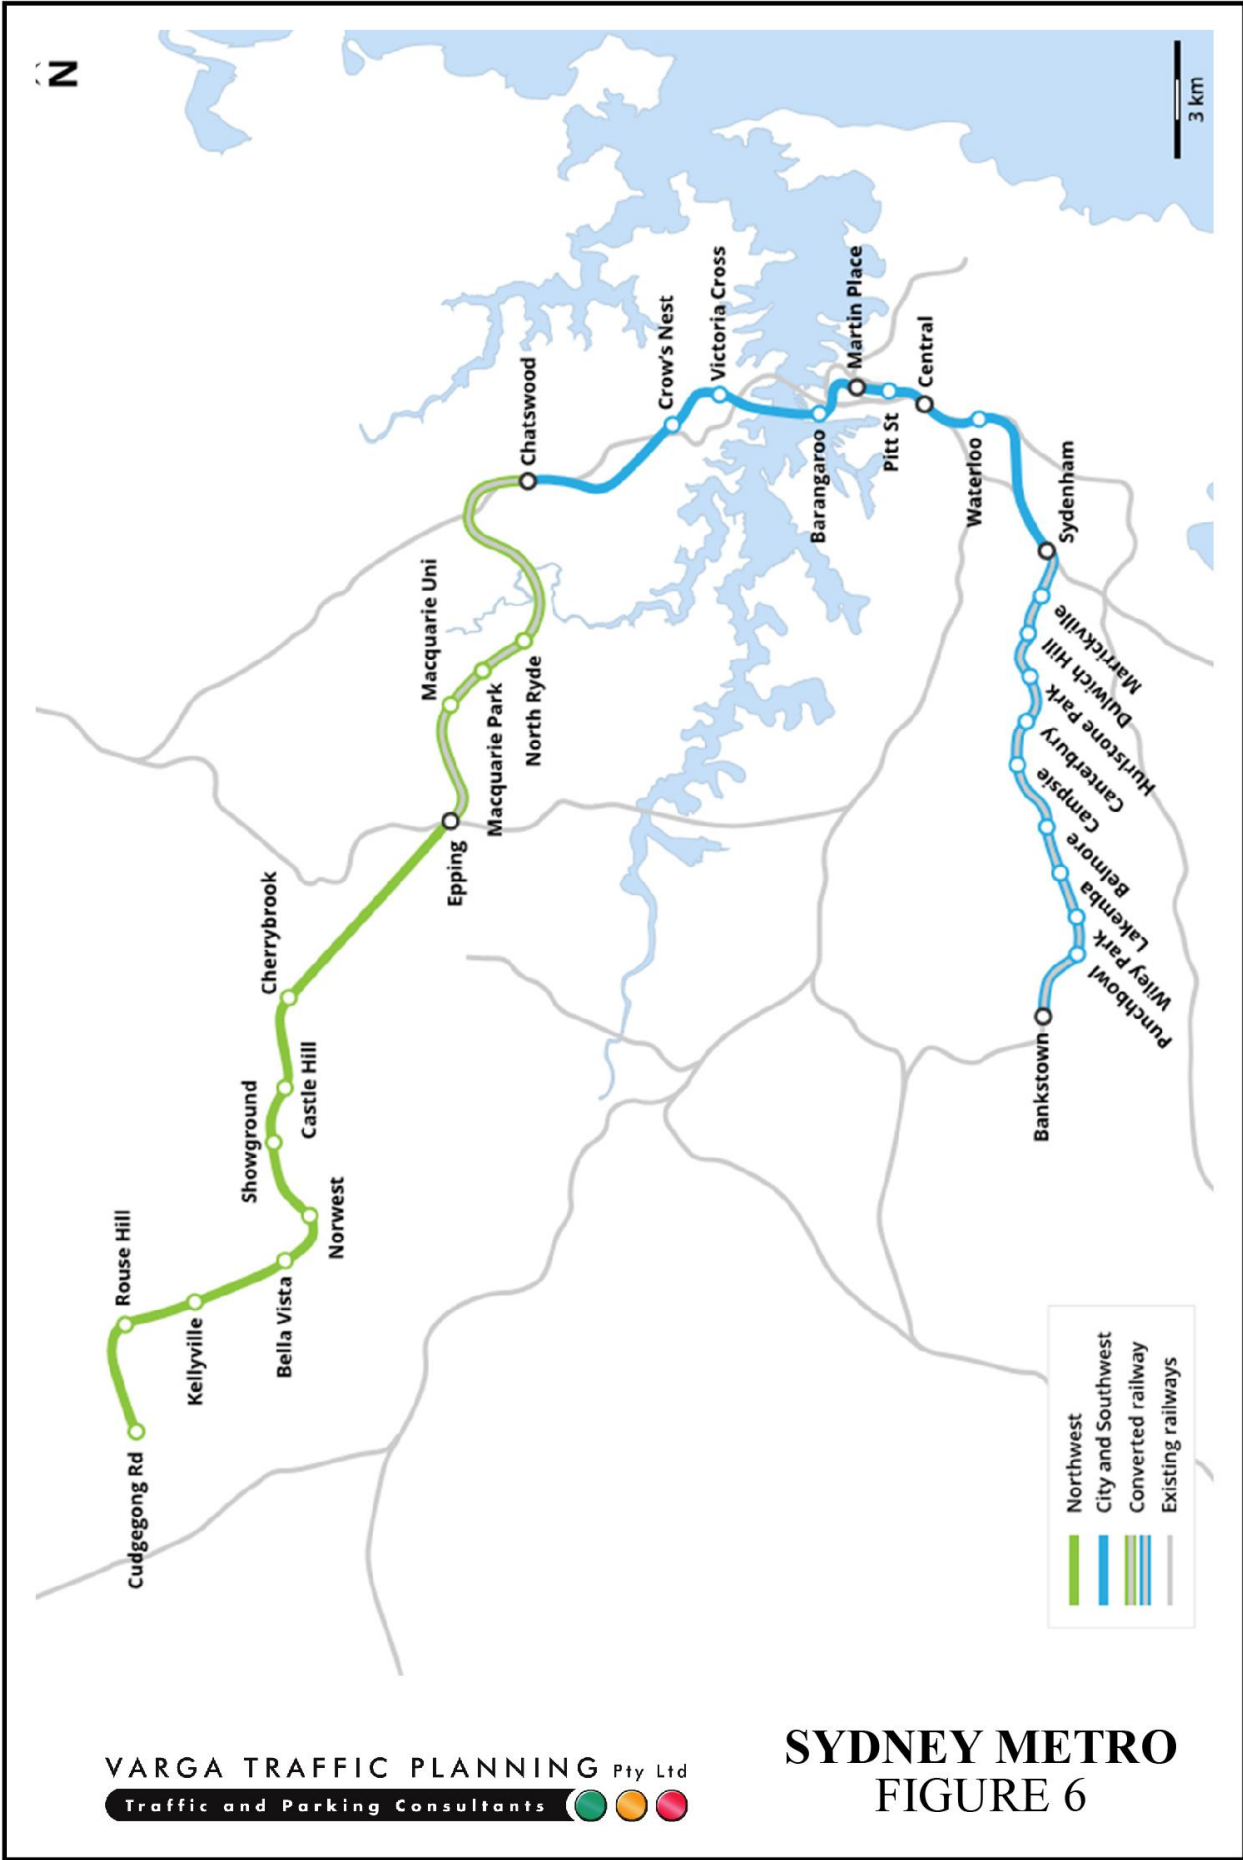 N
3 km
Cudgegong Rd
Rouse Hill
Kellyville
Bella Vista
Norwest
Showground
Castle Hill
Cherrybrook
Epping
Macquarie Uni
Macquarie Park
North Ryde
Chatswood
Crow's Nest
Victoria Cross
Barangaroo
Martin Place
Pitt St
Central
Waterloo
Sydenham
Marrickville
Dulwich Hill
Hurlstone Park
Canterbury
Campsie
Belmore
Lakemba
Wiley Park
Punchbowl
Bankstown
Northwest
City and Southwest
Converted railway
Existing railways
VARGA TRAFFIC PLANNING Pty Ltd
Traffic and Parking Consultants
SYDNEY METRO
FIGURE 6